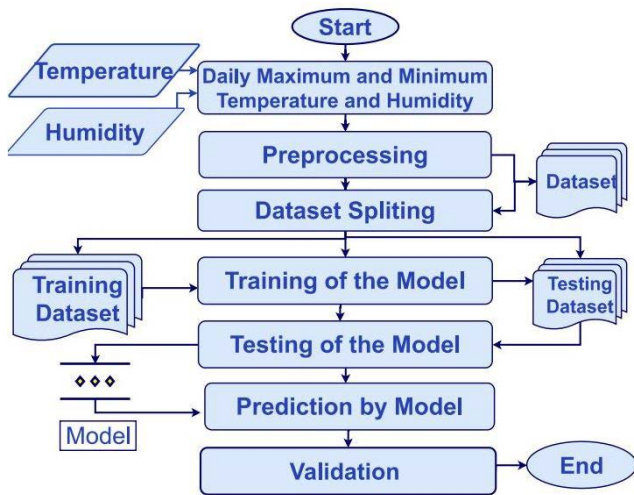 Start
Temperature
Daily Maximum and Minimum
Temperature and Humidity
Humidity
Preprocessing
Dataset
Dataset Spliting
Training
Dataset
Training of the Model
Testing
Dataset
Testing of the Model
Model
Prediction by Model
Validation
End